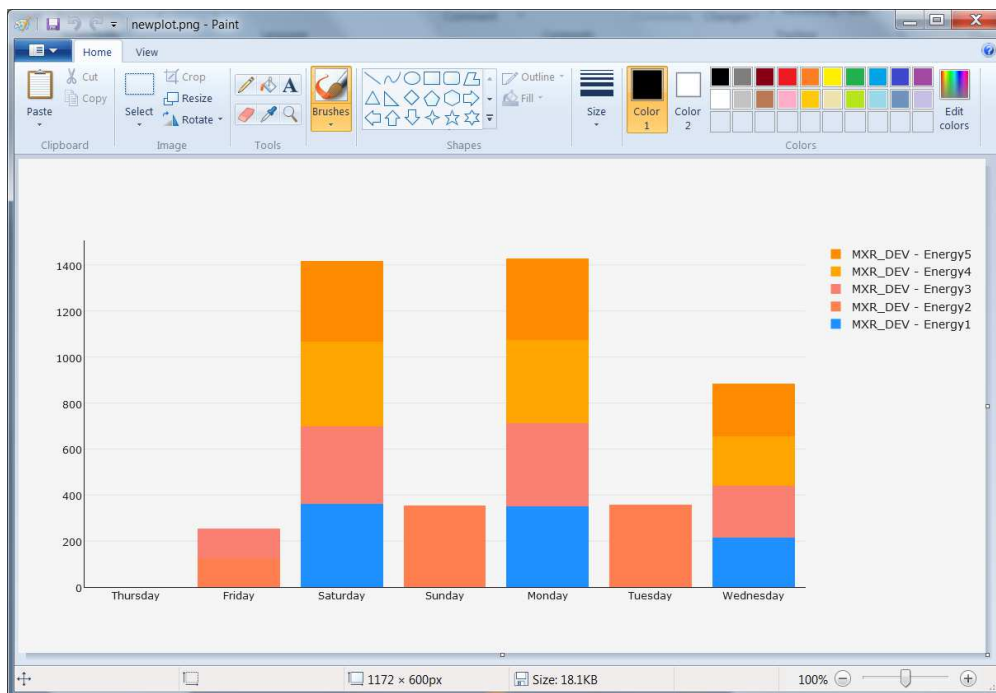 newplot.png - Paint
Home View
Paste
Cut
Copy
Clipboard
Select
Crop
Resize
Rotate
Image
A
Tools
Brushes
Outline
Fill
Shapes
Size
Color 1
Color 2
Edit colors
Colors
1400
1200
1000
800
600
400
200
0
Thursday Friday Saturday Sunday Monday Tuesday Wednesday
MXR_DEV - Energy5
MXR_DEV - Energy4
MXR_DEV - Energy3
MXR_DEV - Energy2
MXR_DEV - Energy1
1172 × 600px Size: 18.1KB 100%